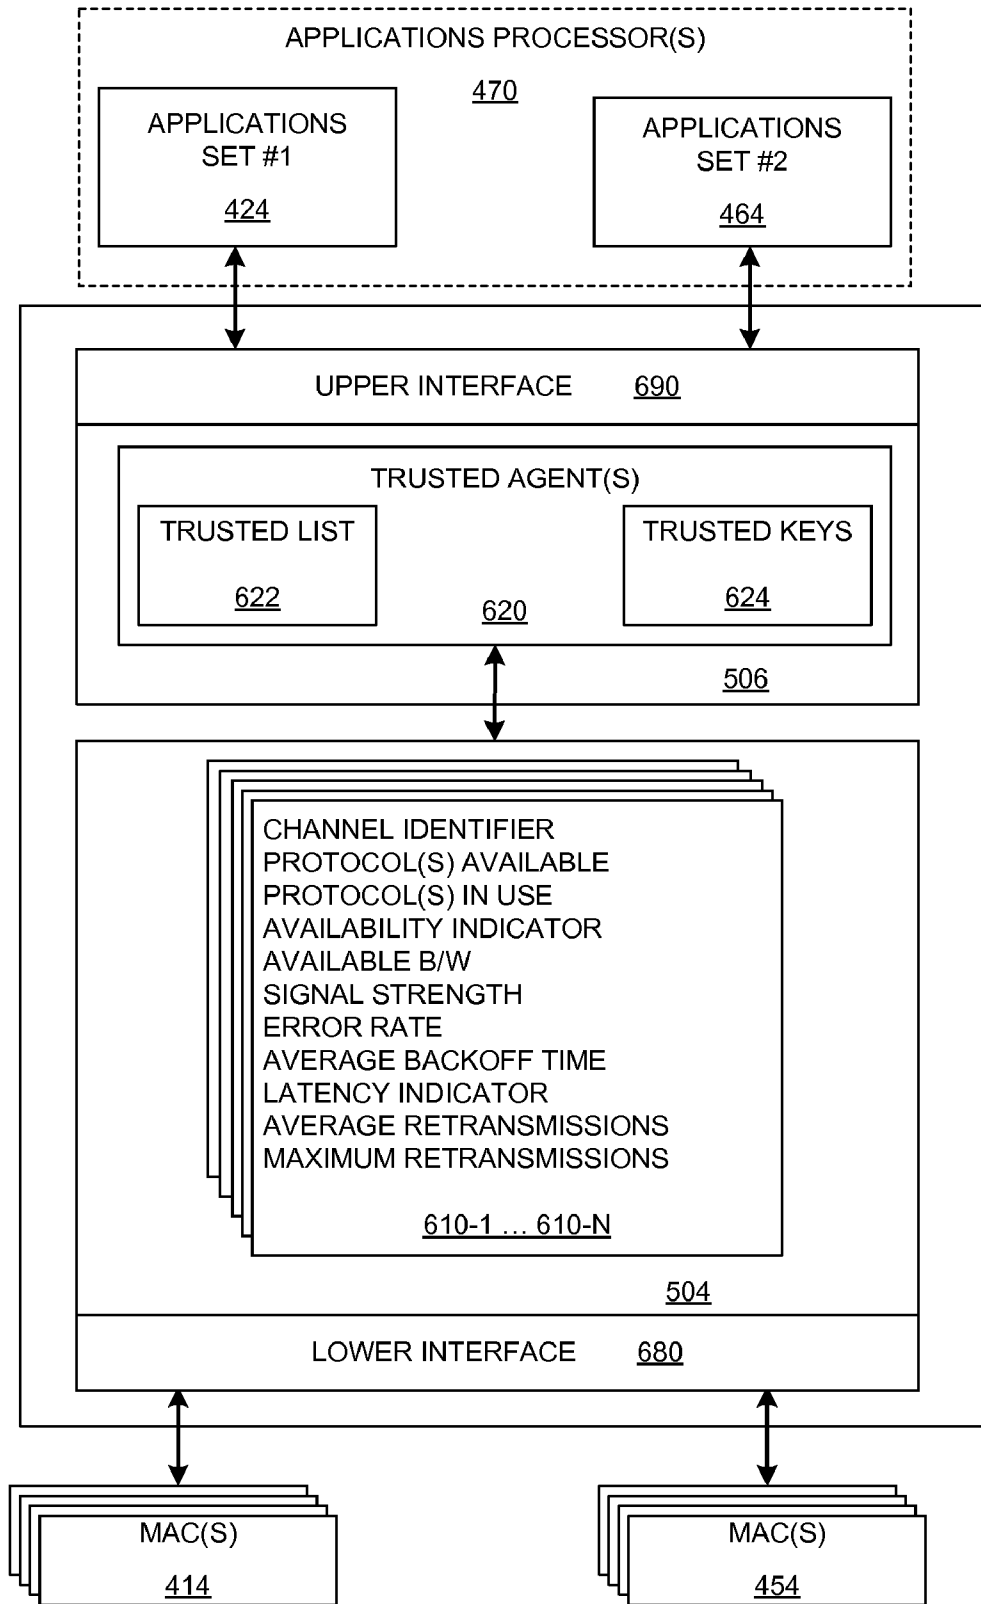 APPLICATIONS PROCESSOR(S)
470
APPLICATIONS
SET #1
424
APPLICATIONS
SET #2
464
UPPER INTERFACE 690
TRUSTED AGENT(S)
TRUSTED LIST
622
620
TRUSTED KEYS
624
506
CHANNEL IDENTIFIER
PROTOCOL(S) AVAILABLE
PROTOCOL(S) IN USE
AVAILABILITY INDICATOR
AVAILABLE B/W
SIGNAL STRENGTH
ERROR RATE
AVERAGE BACKOFF TIME
LATENCY INDICATOR
AVERAGE RETRANSMISSIONS
MAXIMUM RETRANSMISSIONS
610-1 ... 610-N
504
LOWER INTERFACE 680
MAC(S)
414
MAC(S)
454